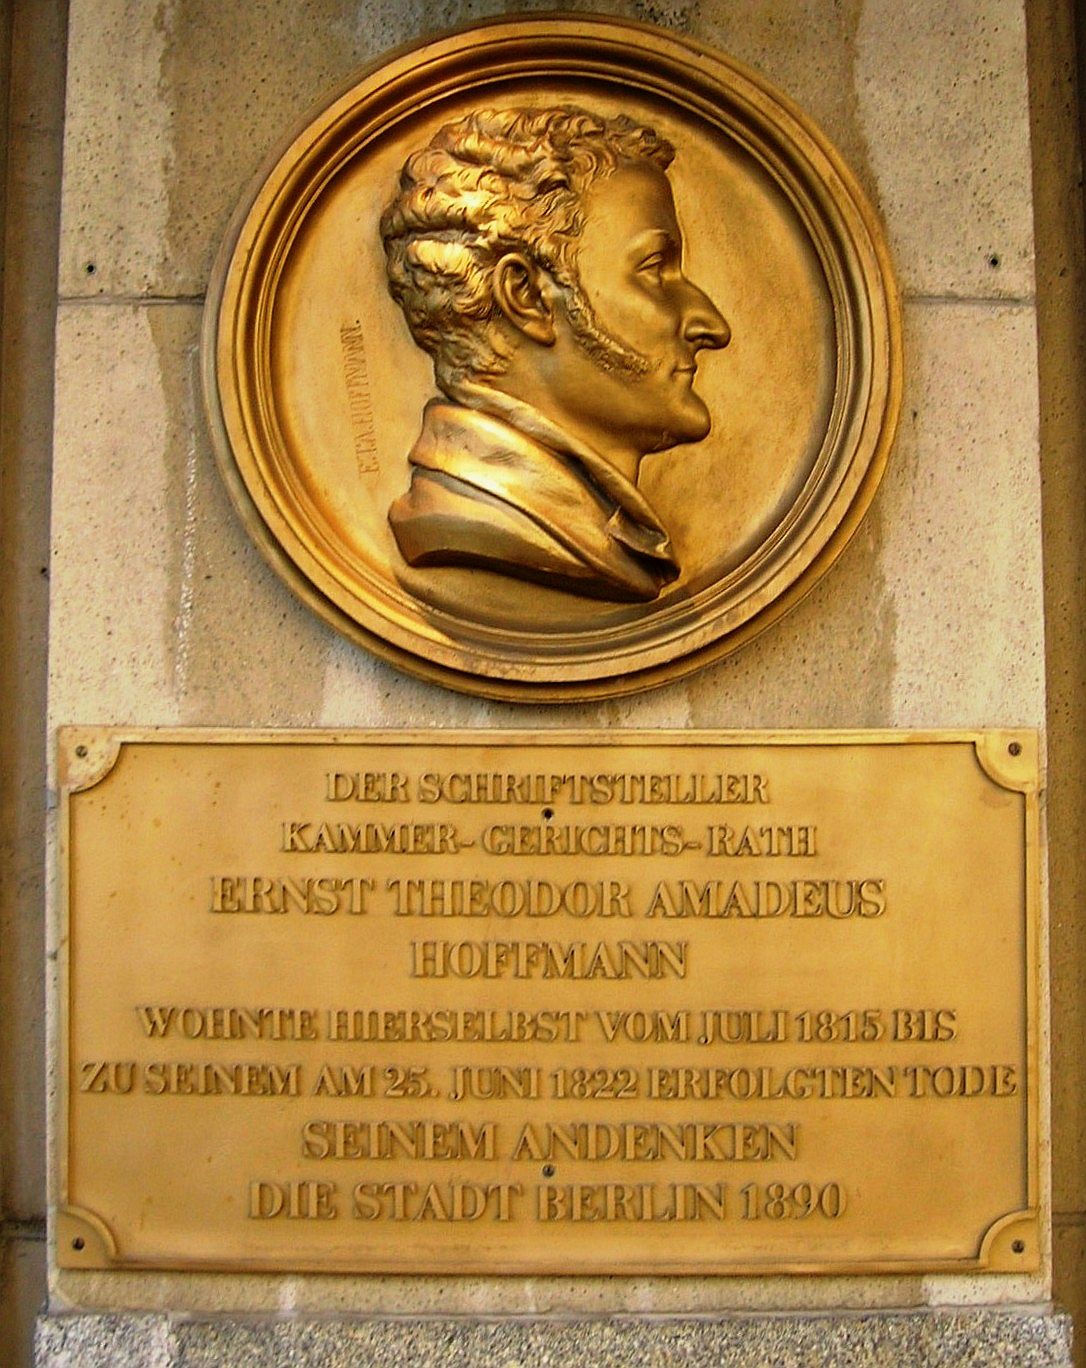 E.T.A. HOFFMANN.
DER SCHRIFTSTELLER
KAMMER-GERICHTS-RATH
ERNST THEODOR AMADEUS
HOFFMANN
WOHNTE HIERSELBST VOM JULI 1815 BIS
ZU SEINEM AM 25. JUNI 1822 ERFOLGTEN TODE
SEINEM ANDENKEN
DIE STADT BERLIN 1890